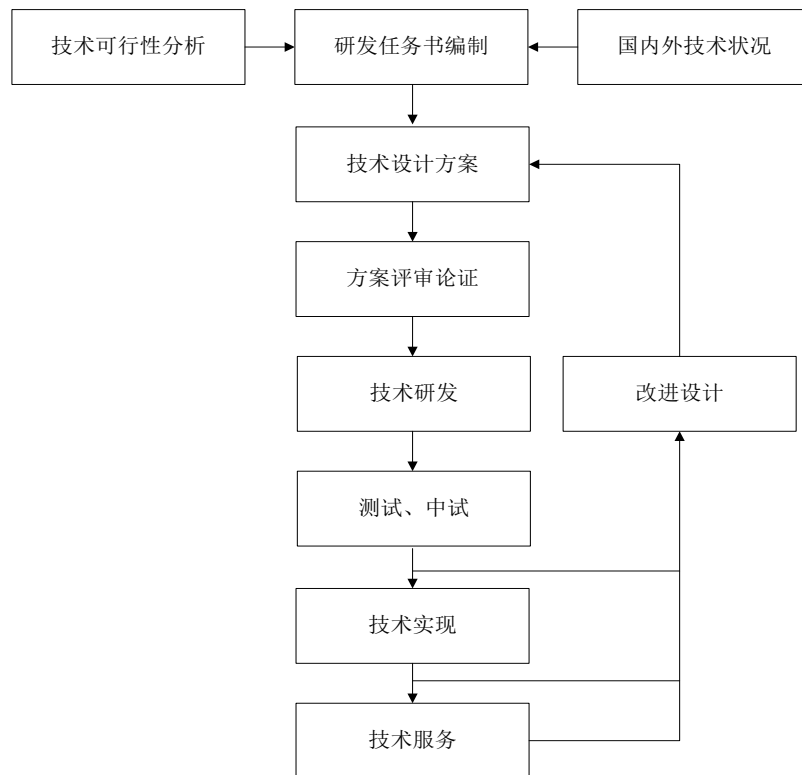 技术可行性分析
研发任务书编制
国内外技术状况
技术设计方案
方案评审论证
技术研发
改进设计
测试、中试
技术实现
技术服务